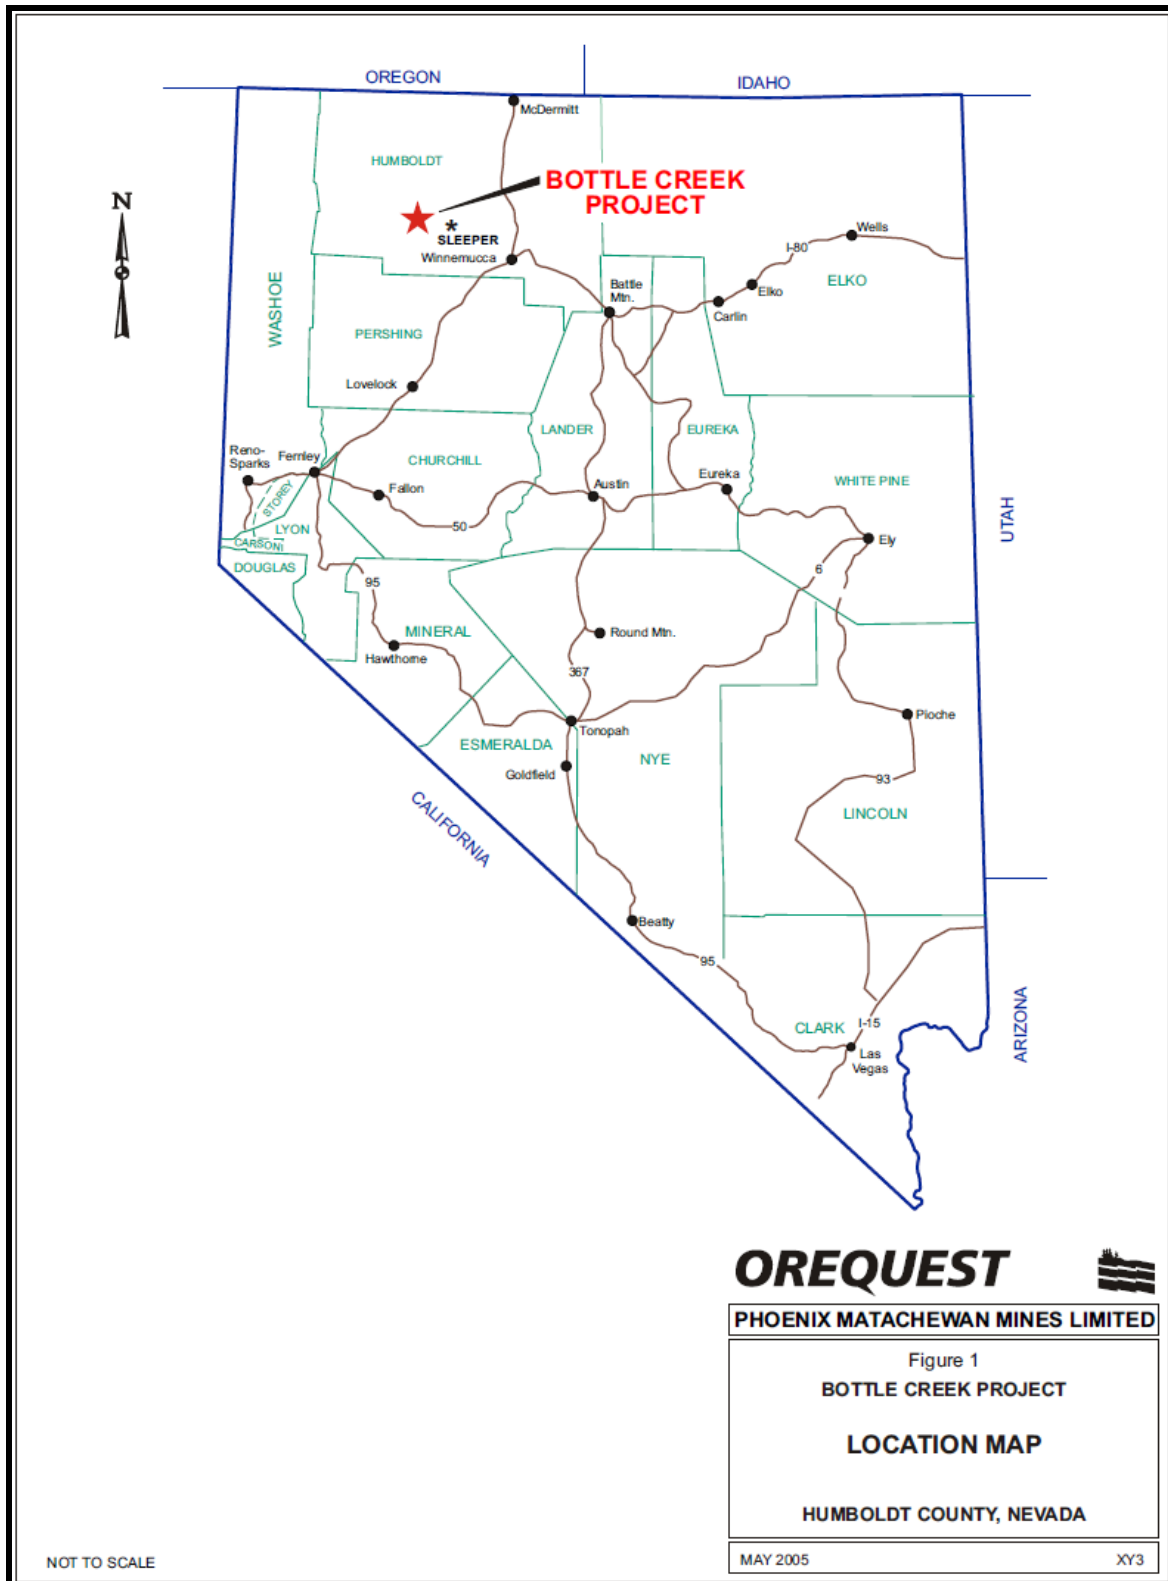 OREGON
IDAHO
McDermitt
HUMBOLDT
BOTTLE CREEK
PROJECT
N
*
SLEEPER
Winnemucca
Wells
I-80
ELKO
WASHOE
Battle
Mtn.
Elko
Carlin
PERSHING
Lovelock
LANDER
EUREKA
Reno-
Sparks
Fernley
CHURCHILL
Eureka
WHITE PINE
STOREY
Fallon
Austin
UTAH
LYON
50
CARSON
Ely
DOUGLAS
95
6
MINERAL
Round Mtn.
Hawthorne
367
Pioche
Tonopah
ESMERALDA
NYE
Goldfield
93
CALIFORNIA
LINCOLN
Beatty
95
ARIZONA
CLARK
I-15
Las
Vegas
OREQUEST
PHOENIX MATACHEWAN MINES LIMITED
Figure 1
BOTTLE CREEK PROJECT
LOCATION MAP
HUMBOLDT COUNTY, NEVADA
NOT TO SCALE
MAY 2005
XY3